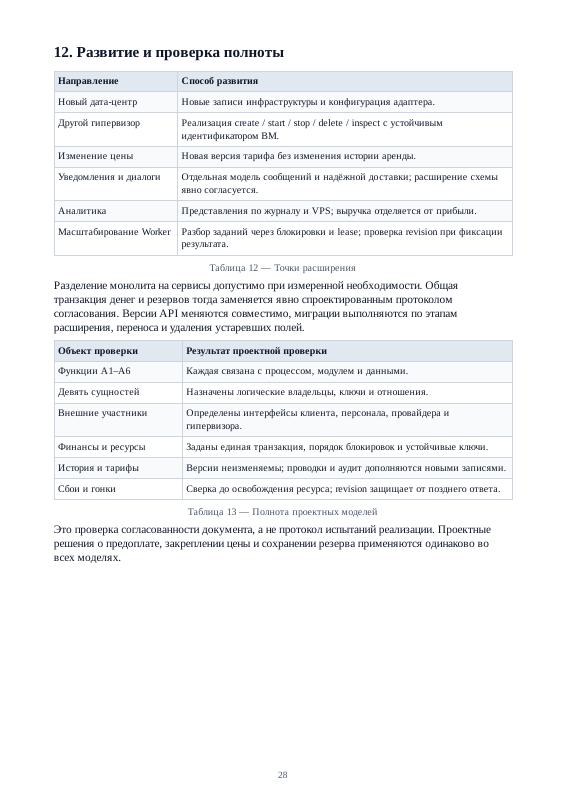 12. Развитие и проверка полноты
Направление Способ развития
Новый дата-центр Новые записи инфраструктуры и конфигурация адаптера.
Другой гипервизор Реализация create / start / stop / delete / inspect с устойчивым
идентификатором ВМ.
Изменение цены Новая версия тарифа без изменения истории аренды.
Уведомления и диалоги Отдельная модель сообщений и надёжной доставки; расширение схемы
явно согласуется.
Аналитика Представления по журналу и VPS; выручка отделяется от прибыли.
Масштабирование Worker Разбор заданий через блокировки и lease; проверка revision при фиксации
результата.
Таблица 12 — Точки расширения
Разделение монолита на сервисы допустимо при измеренной необходимости. Общая
транзакция денег и резервов тогда заменяется явно спроектированным протоколом
согласования. Версии API меняются совместимо, миграции выполняются по этапам
расширения, переноса и удаления устаревших полей.
Объект проверки Результат проектной проверки
Функции А1–А6 Каждая связана с процессом, модулем и данными.
Девять сущностей Назначены логические владельцы, ключи и отношения.
Внешние участники Определены интерфейсы клиента, персонала, провайдера и
гипервизора.
Финансы и ресурсы Заданы единая транзакция, порядок блокировок и устойчивые ключи.
История и тарифы Версии неизменяемы; проводки и аудит дополняются новыми записями.
Сбои и гонки Сверка до освобождения ресурса; revision защищает от позднего ответа.
Таблица 13 — Полнота проектных моделей
Это проверка согласованности документа, а не протокол испытаний реализации. Проектные
решения о предоплате, закреплении цены и сохранении резерва применяются одинаково во
всех моделях.
28